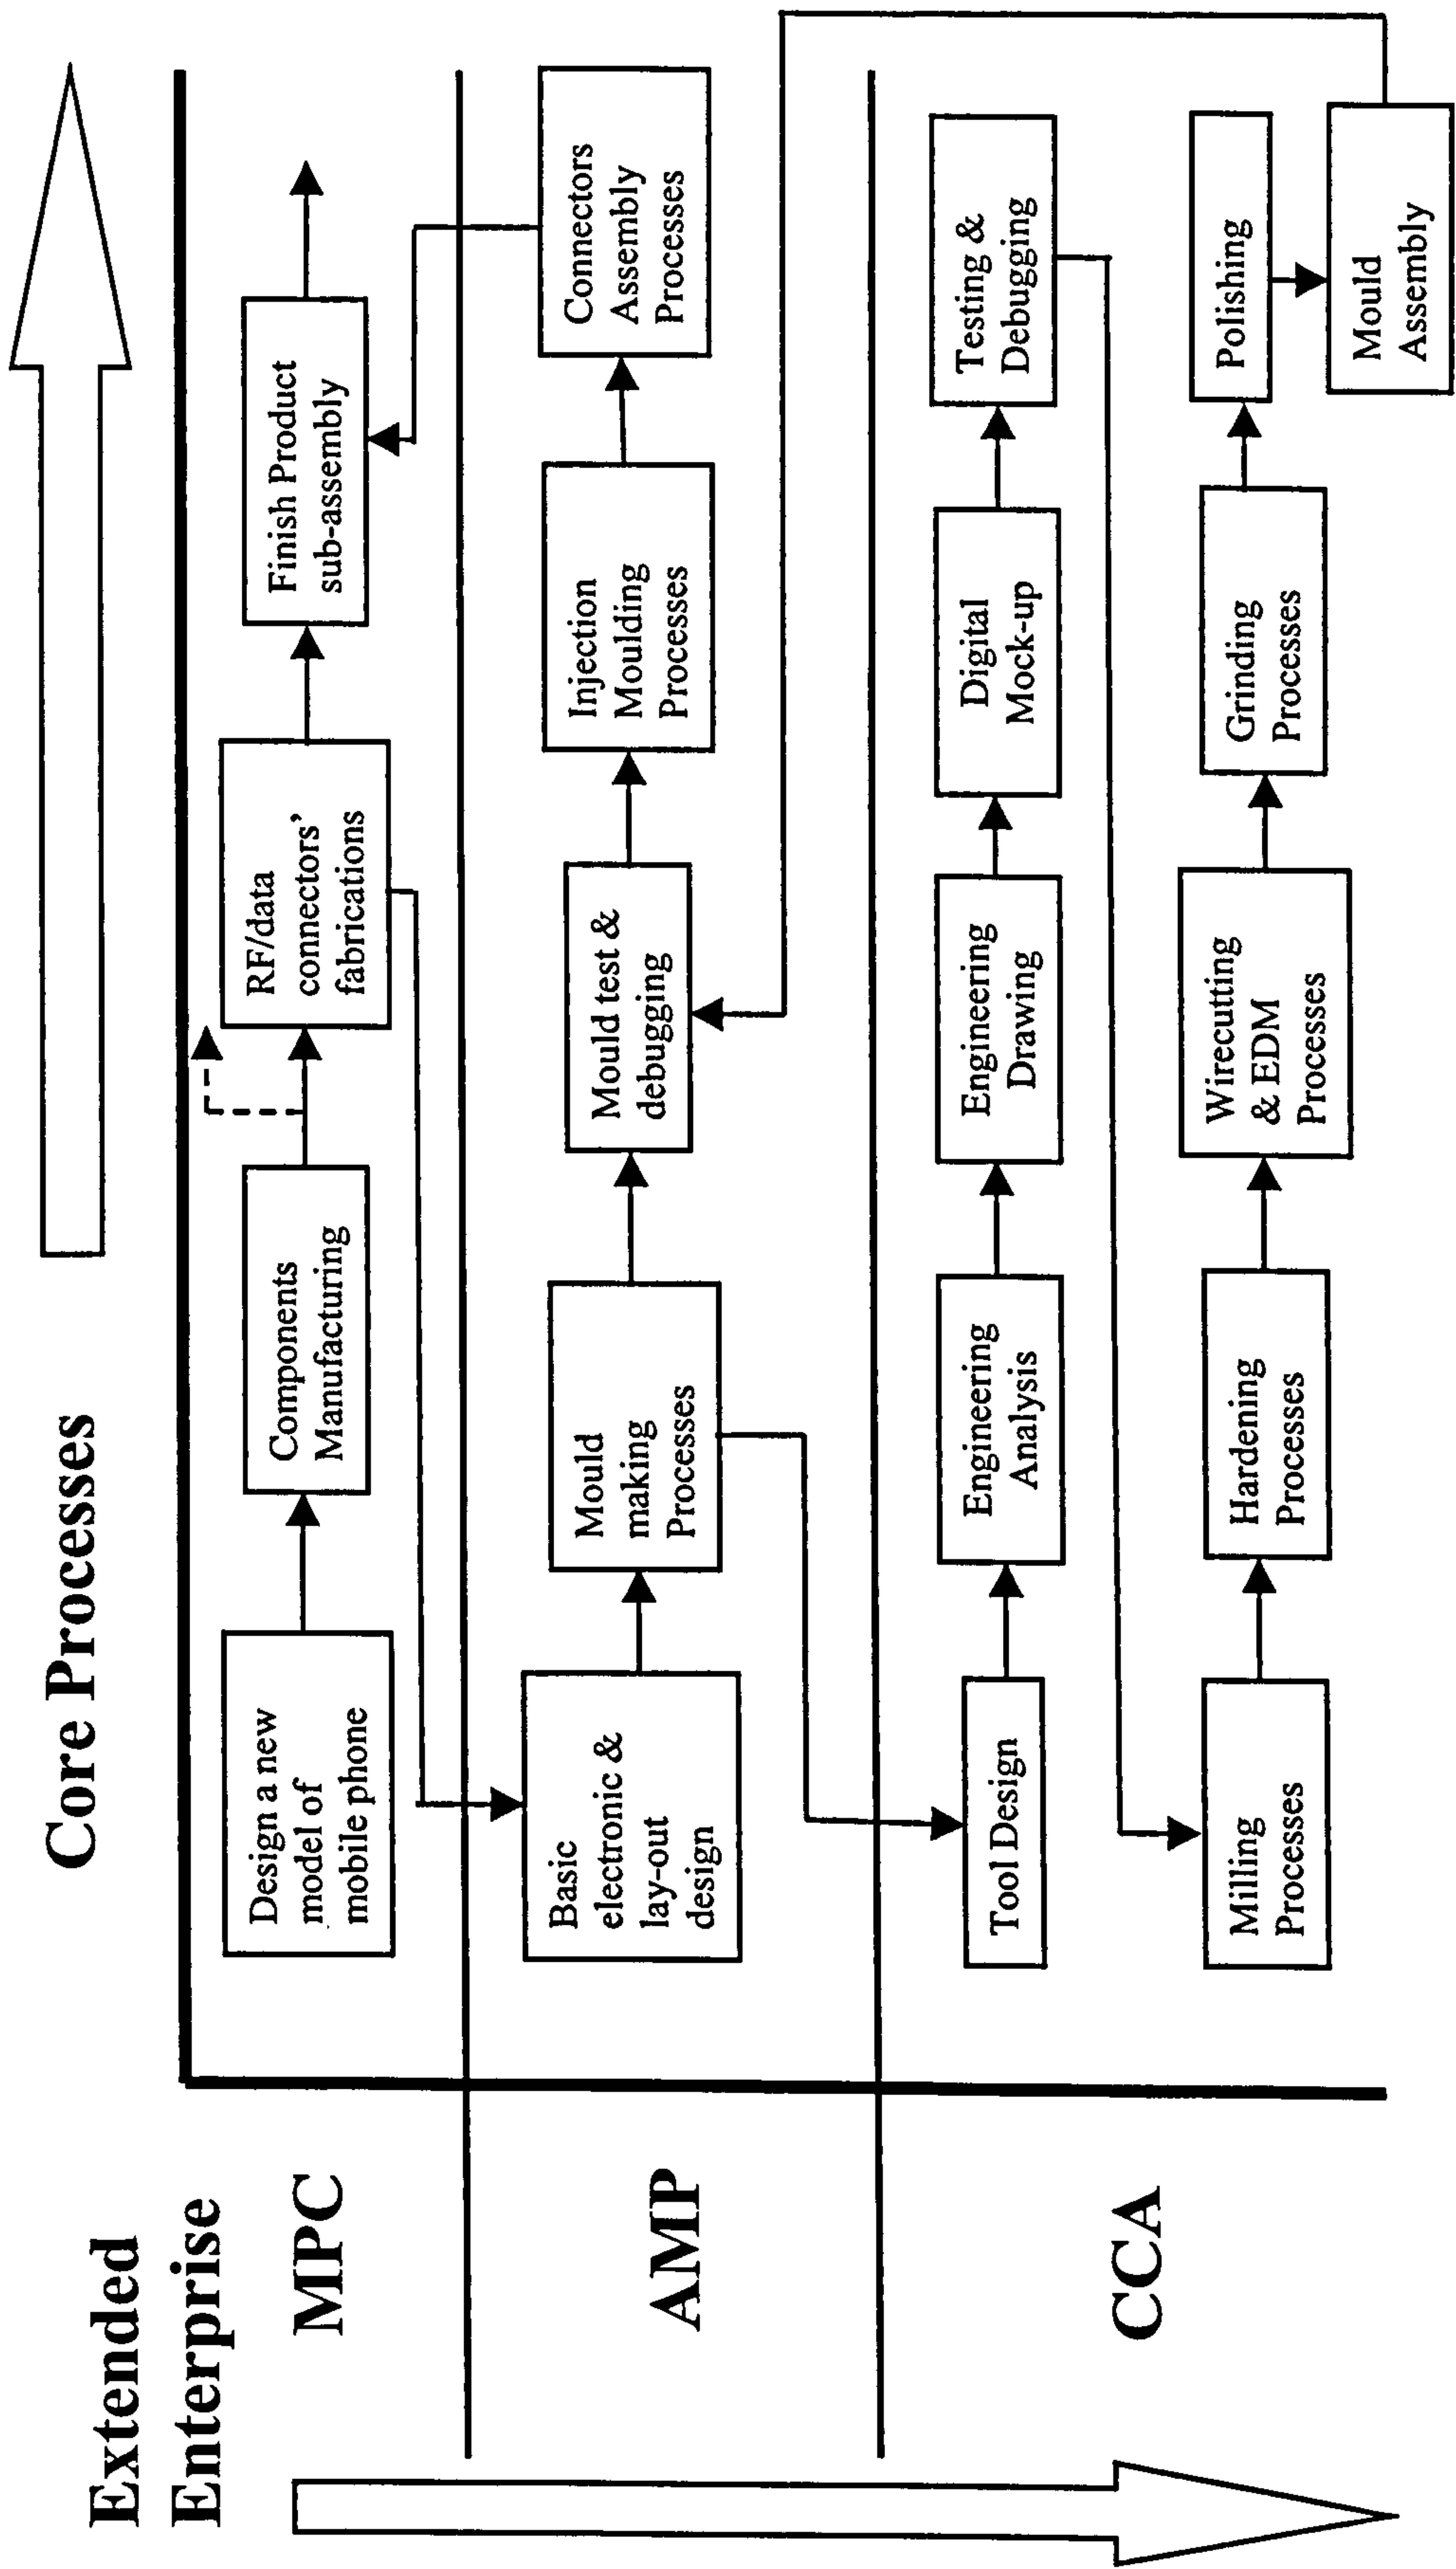 Core Processes
Extended
Enterprise
MPC
Design a new
model of
mobile phone
Components
Manufacturing
RF/data
connectors'
fabrications
Finish Product
sub-assembly
AMP
Basic
electronic &
lay-out
design
Mould
making
Processes
Mould test &
debugging
Injection
Moulding
Processes
Connectors
Assembly
Processes
CCA
Tool Design
Engineering
Analysis
Engineering
Drawing
Digital
Mock-up
Testing &
Debugging
Milling
Processes
Hardening
Processes
Wirecutting
& EDM
Processes
Grinding
Processes
Polishing
Mould
Assembly